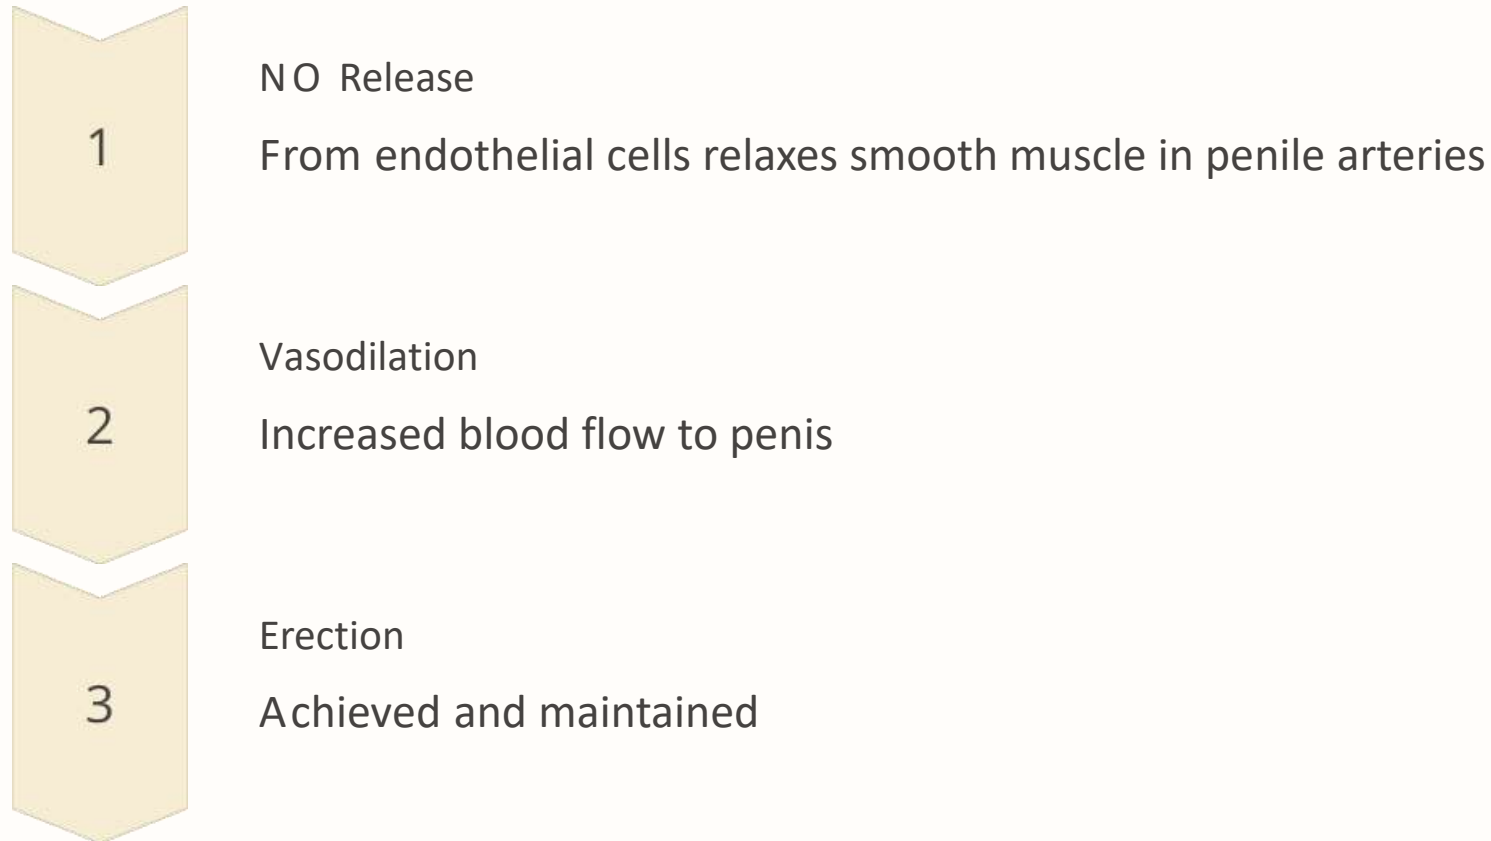 1
NO Release
From endothelial cells relaxes smooth muscle in penile arteries
2
Vasodilation
Increased blood flow to penis
3
Erection
Achieved and maintained